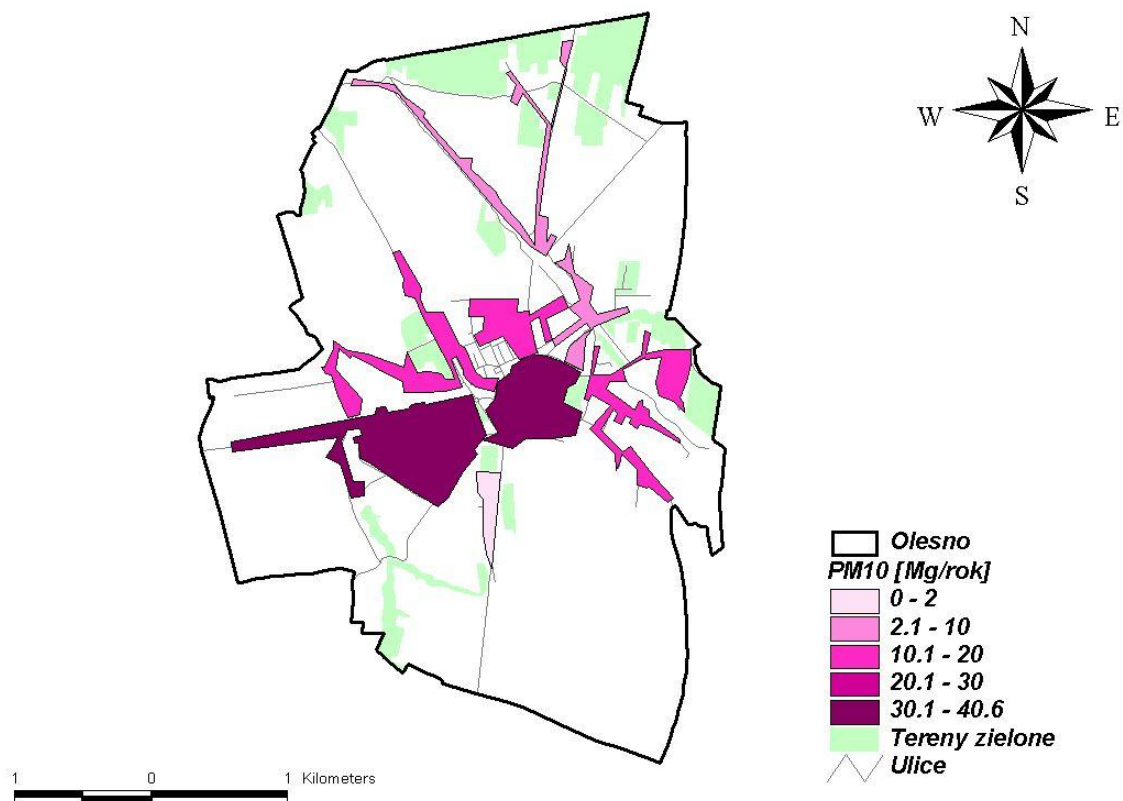 N
W E
S
Olesno
PM10 [Mg/rok]
0 - 2
2.1 - 10
10.1 - 20
20.1 - 30
30.1 - 40.6
Tereny zielone
Ulice
1 0 1 Kilometers